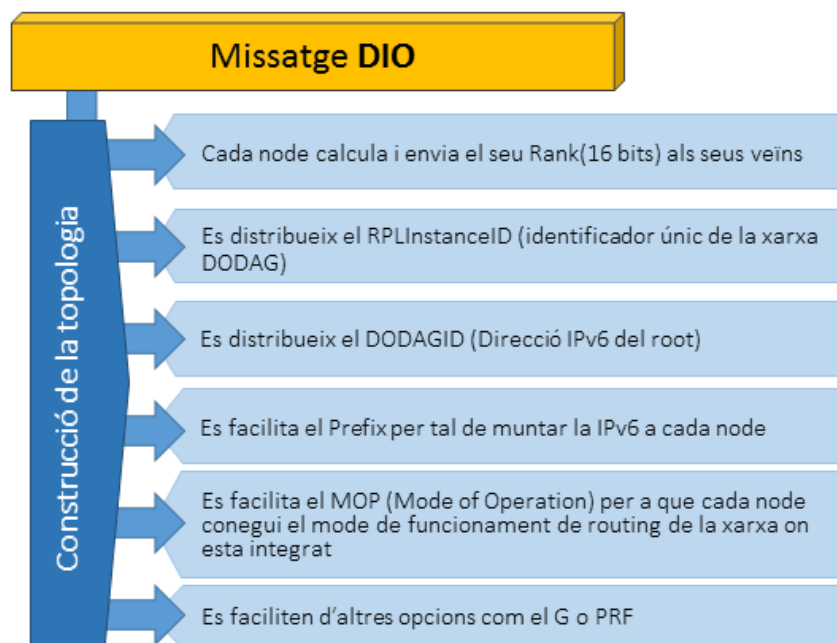 Missatge DIO
Construcció de la topologia
Cada node calcula i envia el seu Rank(16 bits) als seus veïns
Es distribueix el RPLInstanceID (identificador únic de la xarxa
DODAG)
Es distribueix el DODAGID (Direcció IPv6 del root)
Es facilita el Prefix per tal de muntar la IPv6 a cada node
Es facilita el MOP (Mode of Operation) per a que cada node
conegui el mode de funcionament de routing de la xarxa on
esta integrat
Es faciliten d'altres opcions com el G o PRF